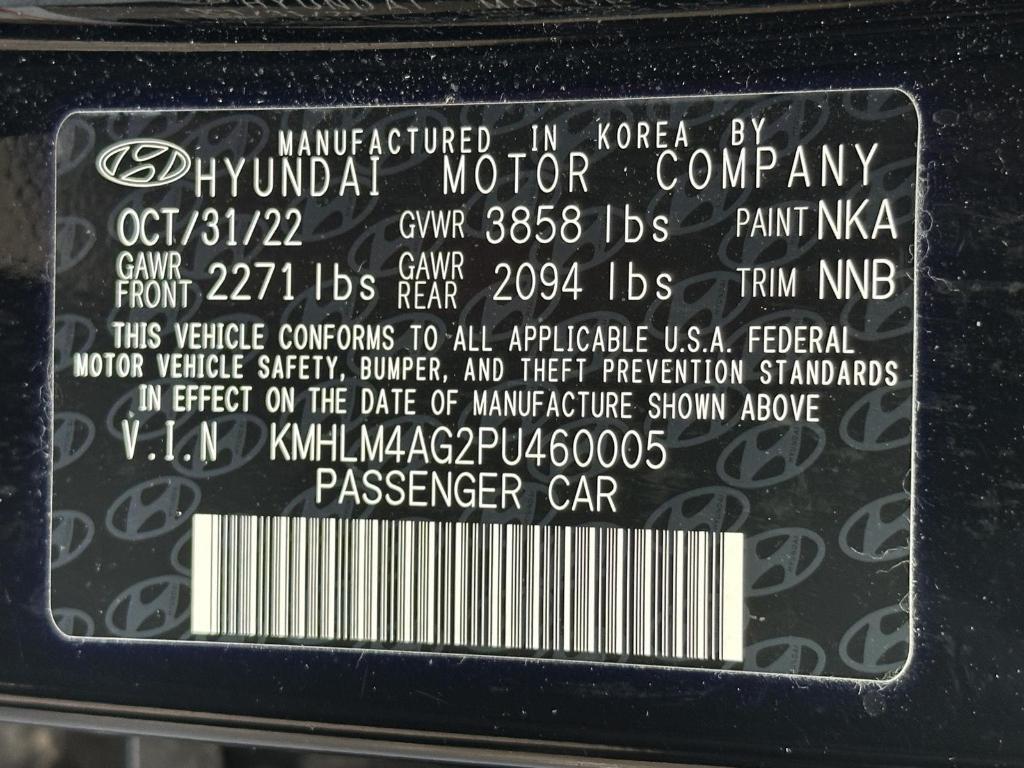 MANUFACTURED IN KOREA BY
HYUNDAI MOTOR COMPANY
OCT/31/22 GVWR 3858 lbs PAINT NKA
GAWR FRONT 2271 lbs GAWR REAR 2094 lbs TRIM NNB
THIS VEHICLE CONFORMS TO ALL APPLICABLE U.S.A. FEDERAL
MOTOR VEHICLE SAFETY, BUMPER, AND THEFT PREVENTION STANDARDS
IN EFFECT ON THE DATE OF MANUFACTURE SHOWN ABOVE
V.I.N KMHLM4AG2PU460005
PASSENGER CAR